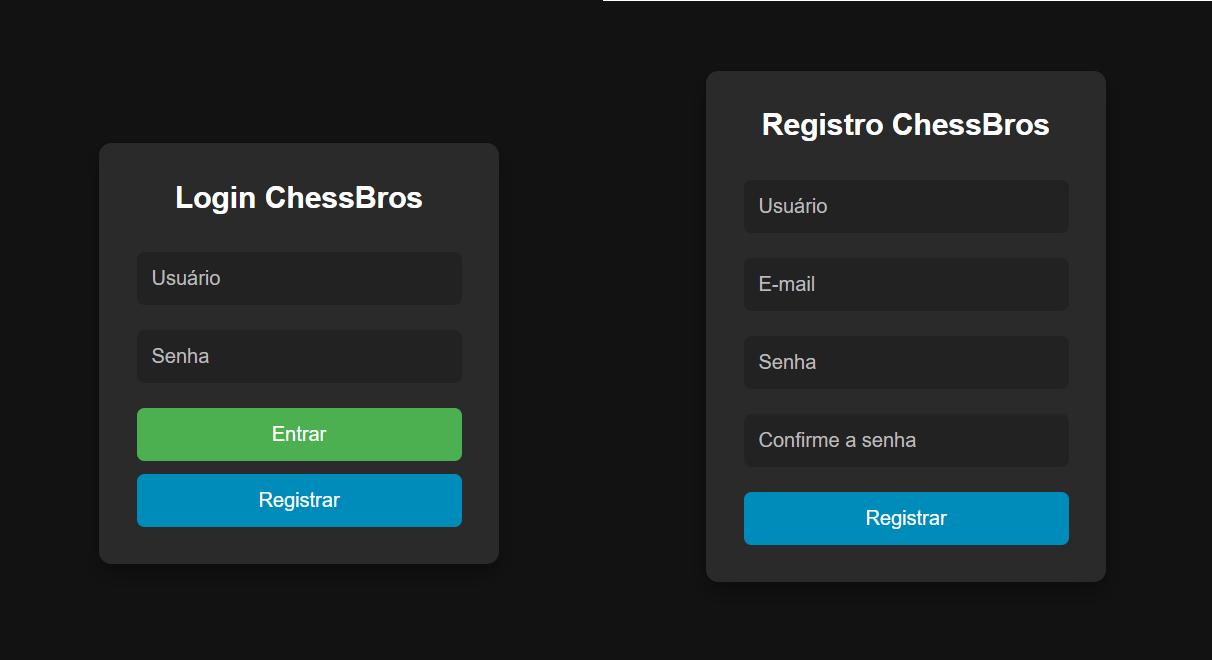 Login ChessBros
Usuário
Senha
Entrar
Registrar
Registro ChessBros
Usuário
E-mail
Senha
Confirme a senha
Registrar